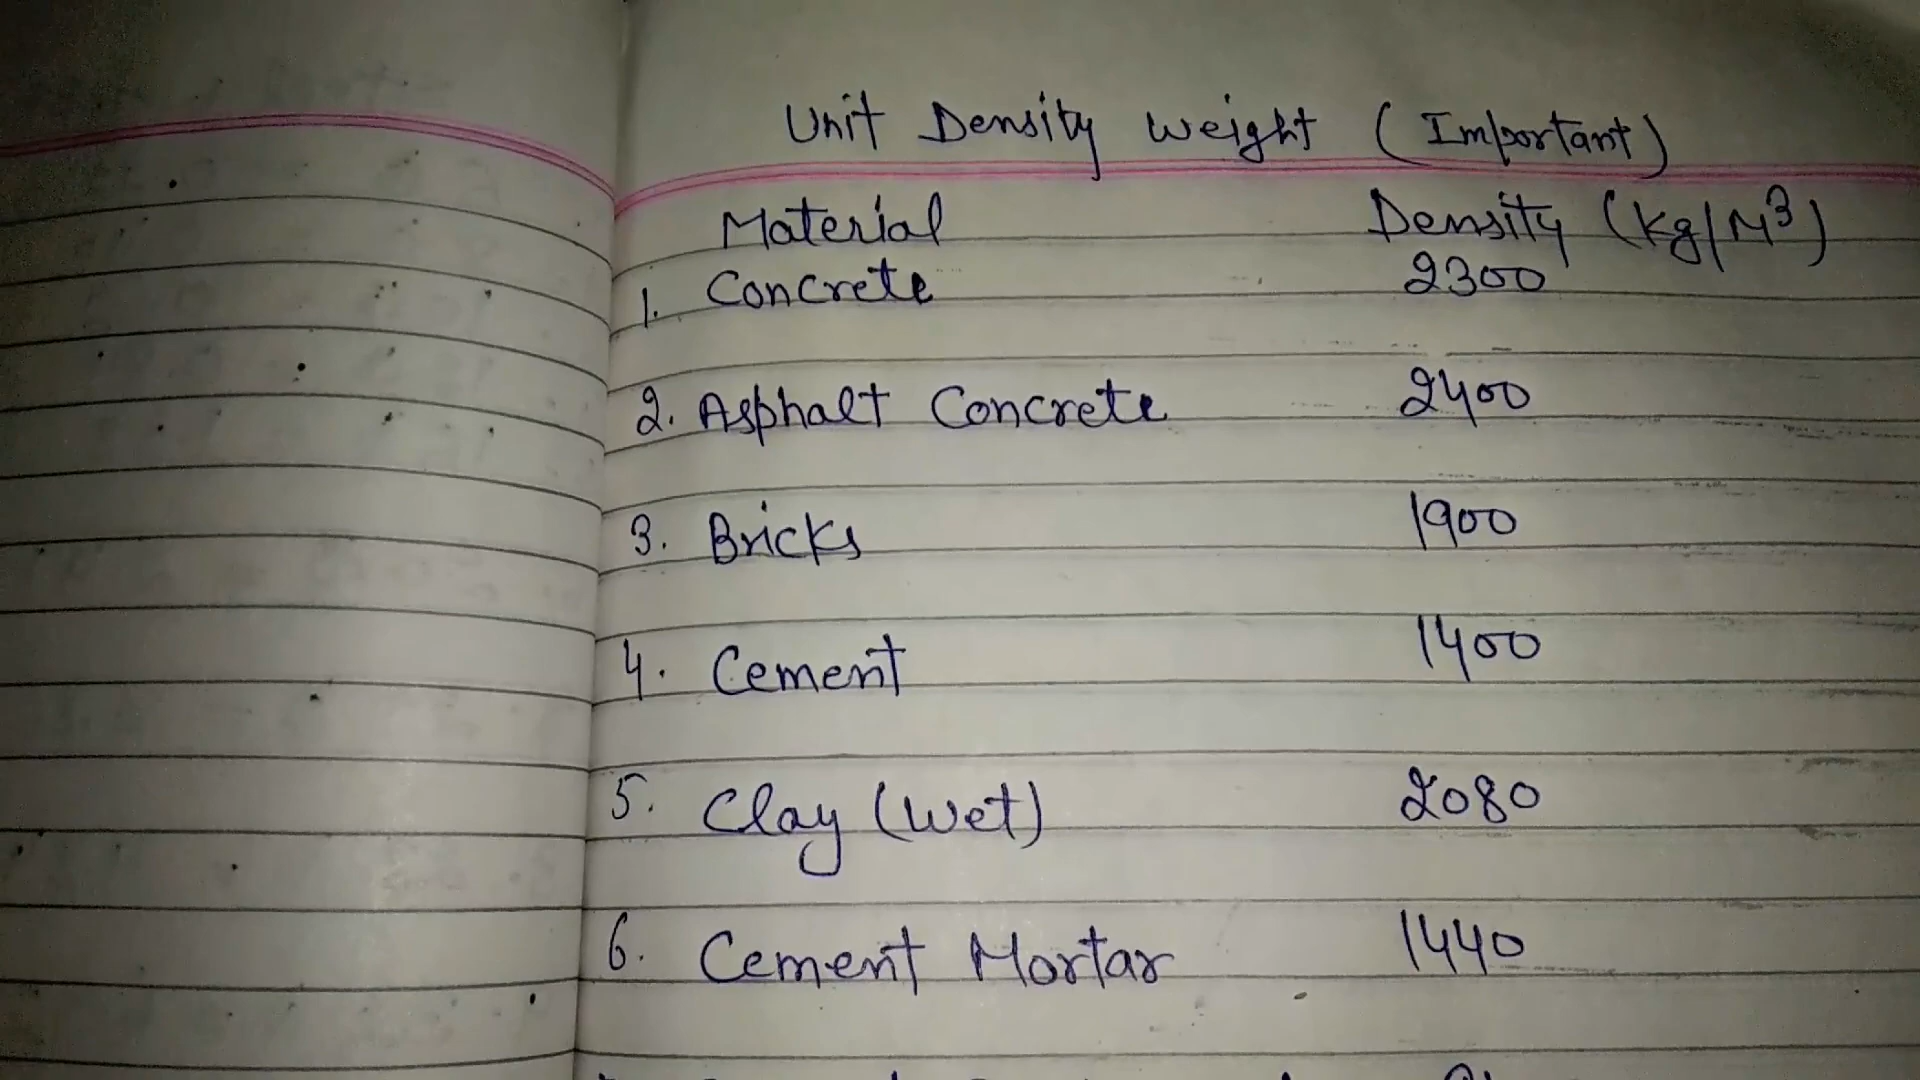 Unit Density Weight (Important)
Material Density (Kg/M³)
1. Concrete 2300
2. Asphalt Concrete 2400
3. Bricks 1900
4. Cement 1400
5. Clay (Wet) 2080
6. Cement Mortar 1440